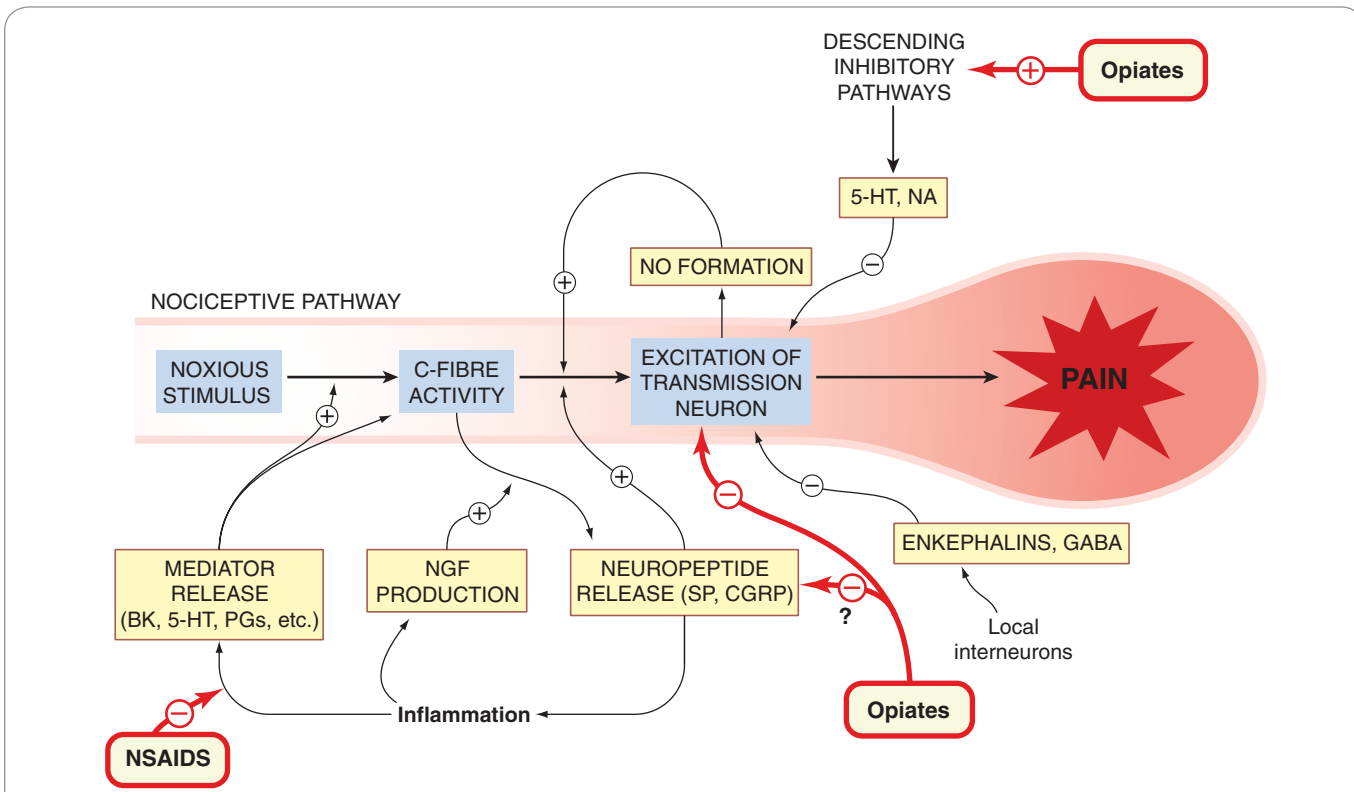 DESCENDING
INHIBITORY
PATHWAYS
+
Opiates
5-HT, NA
−
NO FORMATION
+
NOCICEPTIVE PATHWAY
NOXIOUS
STIMULUS
+
C-FIBRE
ACTIVITY
EXCITATION OF
TRANSMISSION
NEURON
PAIN
+
+
−
−
MEDIATOR
RELEASE
(BK, 5-HT, PGs, etc.)
NGF
PRODUCTION
NEUROPEPTIDE
RELEASE (SP, CGRP)
−
?
ENKEPHALINS, GABA
Local
interneurons
Inflammation
−
NSAIDS
Opiates